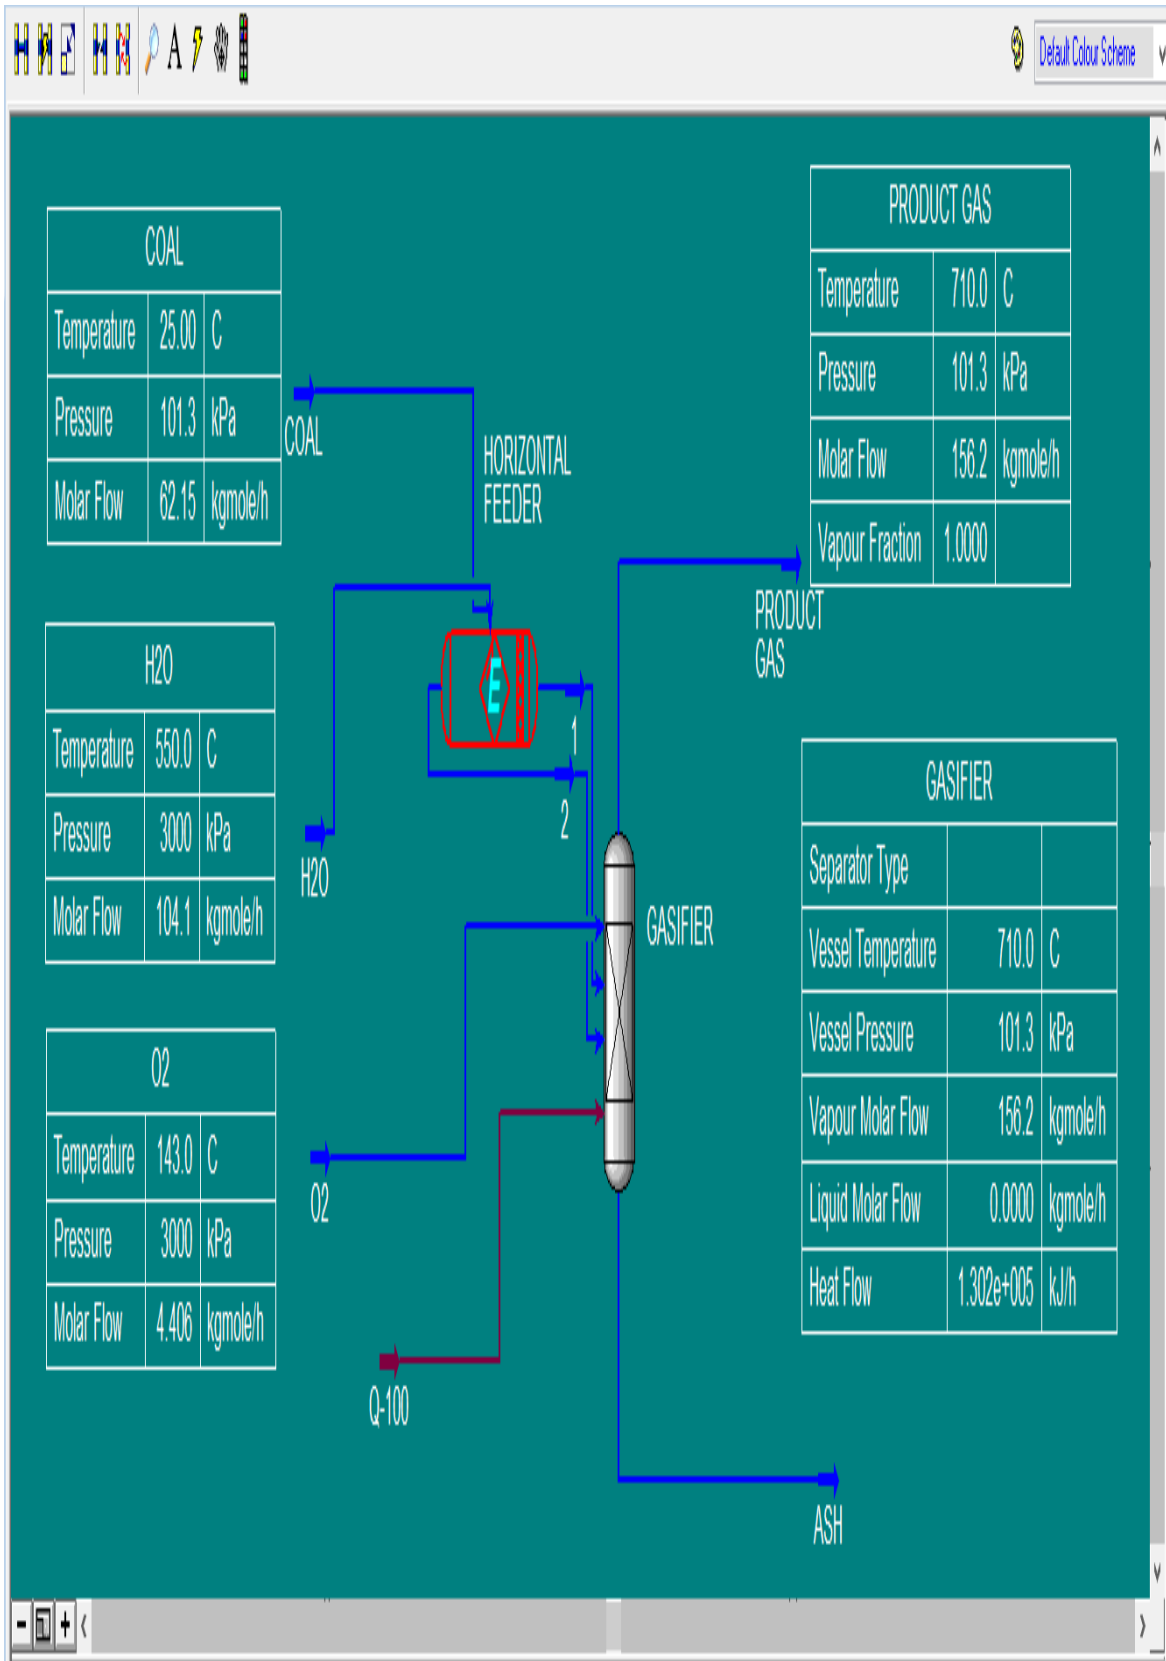 A
Default Colour Scheme
COAL
Temperature 25.00 C
Pressure 101.3 kPa
Molar Flow 62.15 kgmole/h
PRODUCT GAS
Temperature 710.0 C
Pressure 101.3 kPa
Molar Flow 156.2 kgmole/h
Vapour Fraction 1.0000
COAL
HORIZONTAL
FEEDER
PRODUCT
GAS
E
1
2
H2O
Temperature 550.0 C
Pressure 3000 kPa
Molar Flow 104.1 kgmole/h
H2O
GASIFIER
GASIFIER
Separator Type
Vessel Temperature 710.0 C
Vessel Pressure 101.3 kPa
Vapour Molar Flow 156.2 kgmole/h
Liquid Molar Flow 0.0000 kgmole/h
Heat Flow 1.302e+005 kJ/h
O2
Temperature 143.0 C
Pressure 3000 kPa
Molar Flow 4.406 kgmole/h
O2
Q-100
ASH